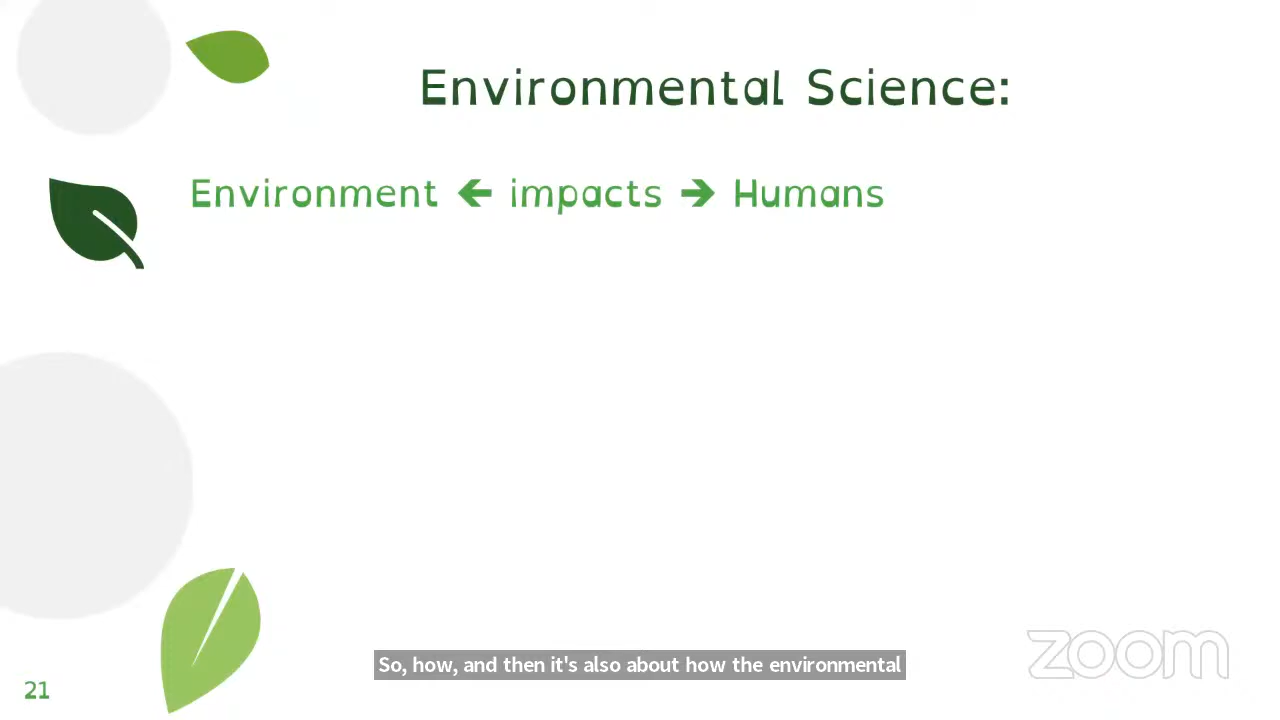 Environmental Science:
Environment 🡰 impacts 🡲 Humans
So, how, and then it's also about how the environmental
zoom
21